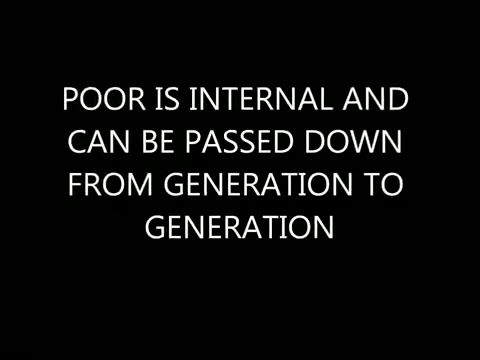 POOR IS INTERNAL AND
CAN BE PASSED DOWN
FROM GENERATION TO
GENERATION